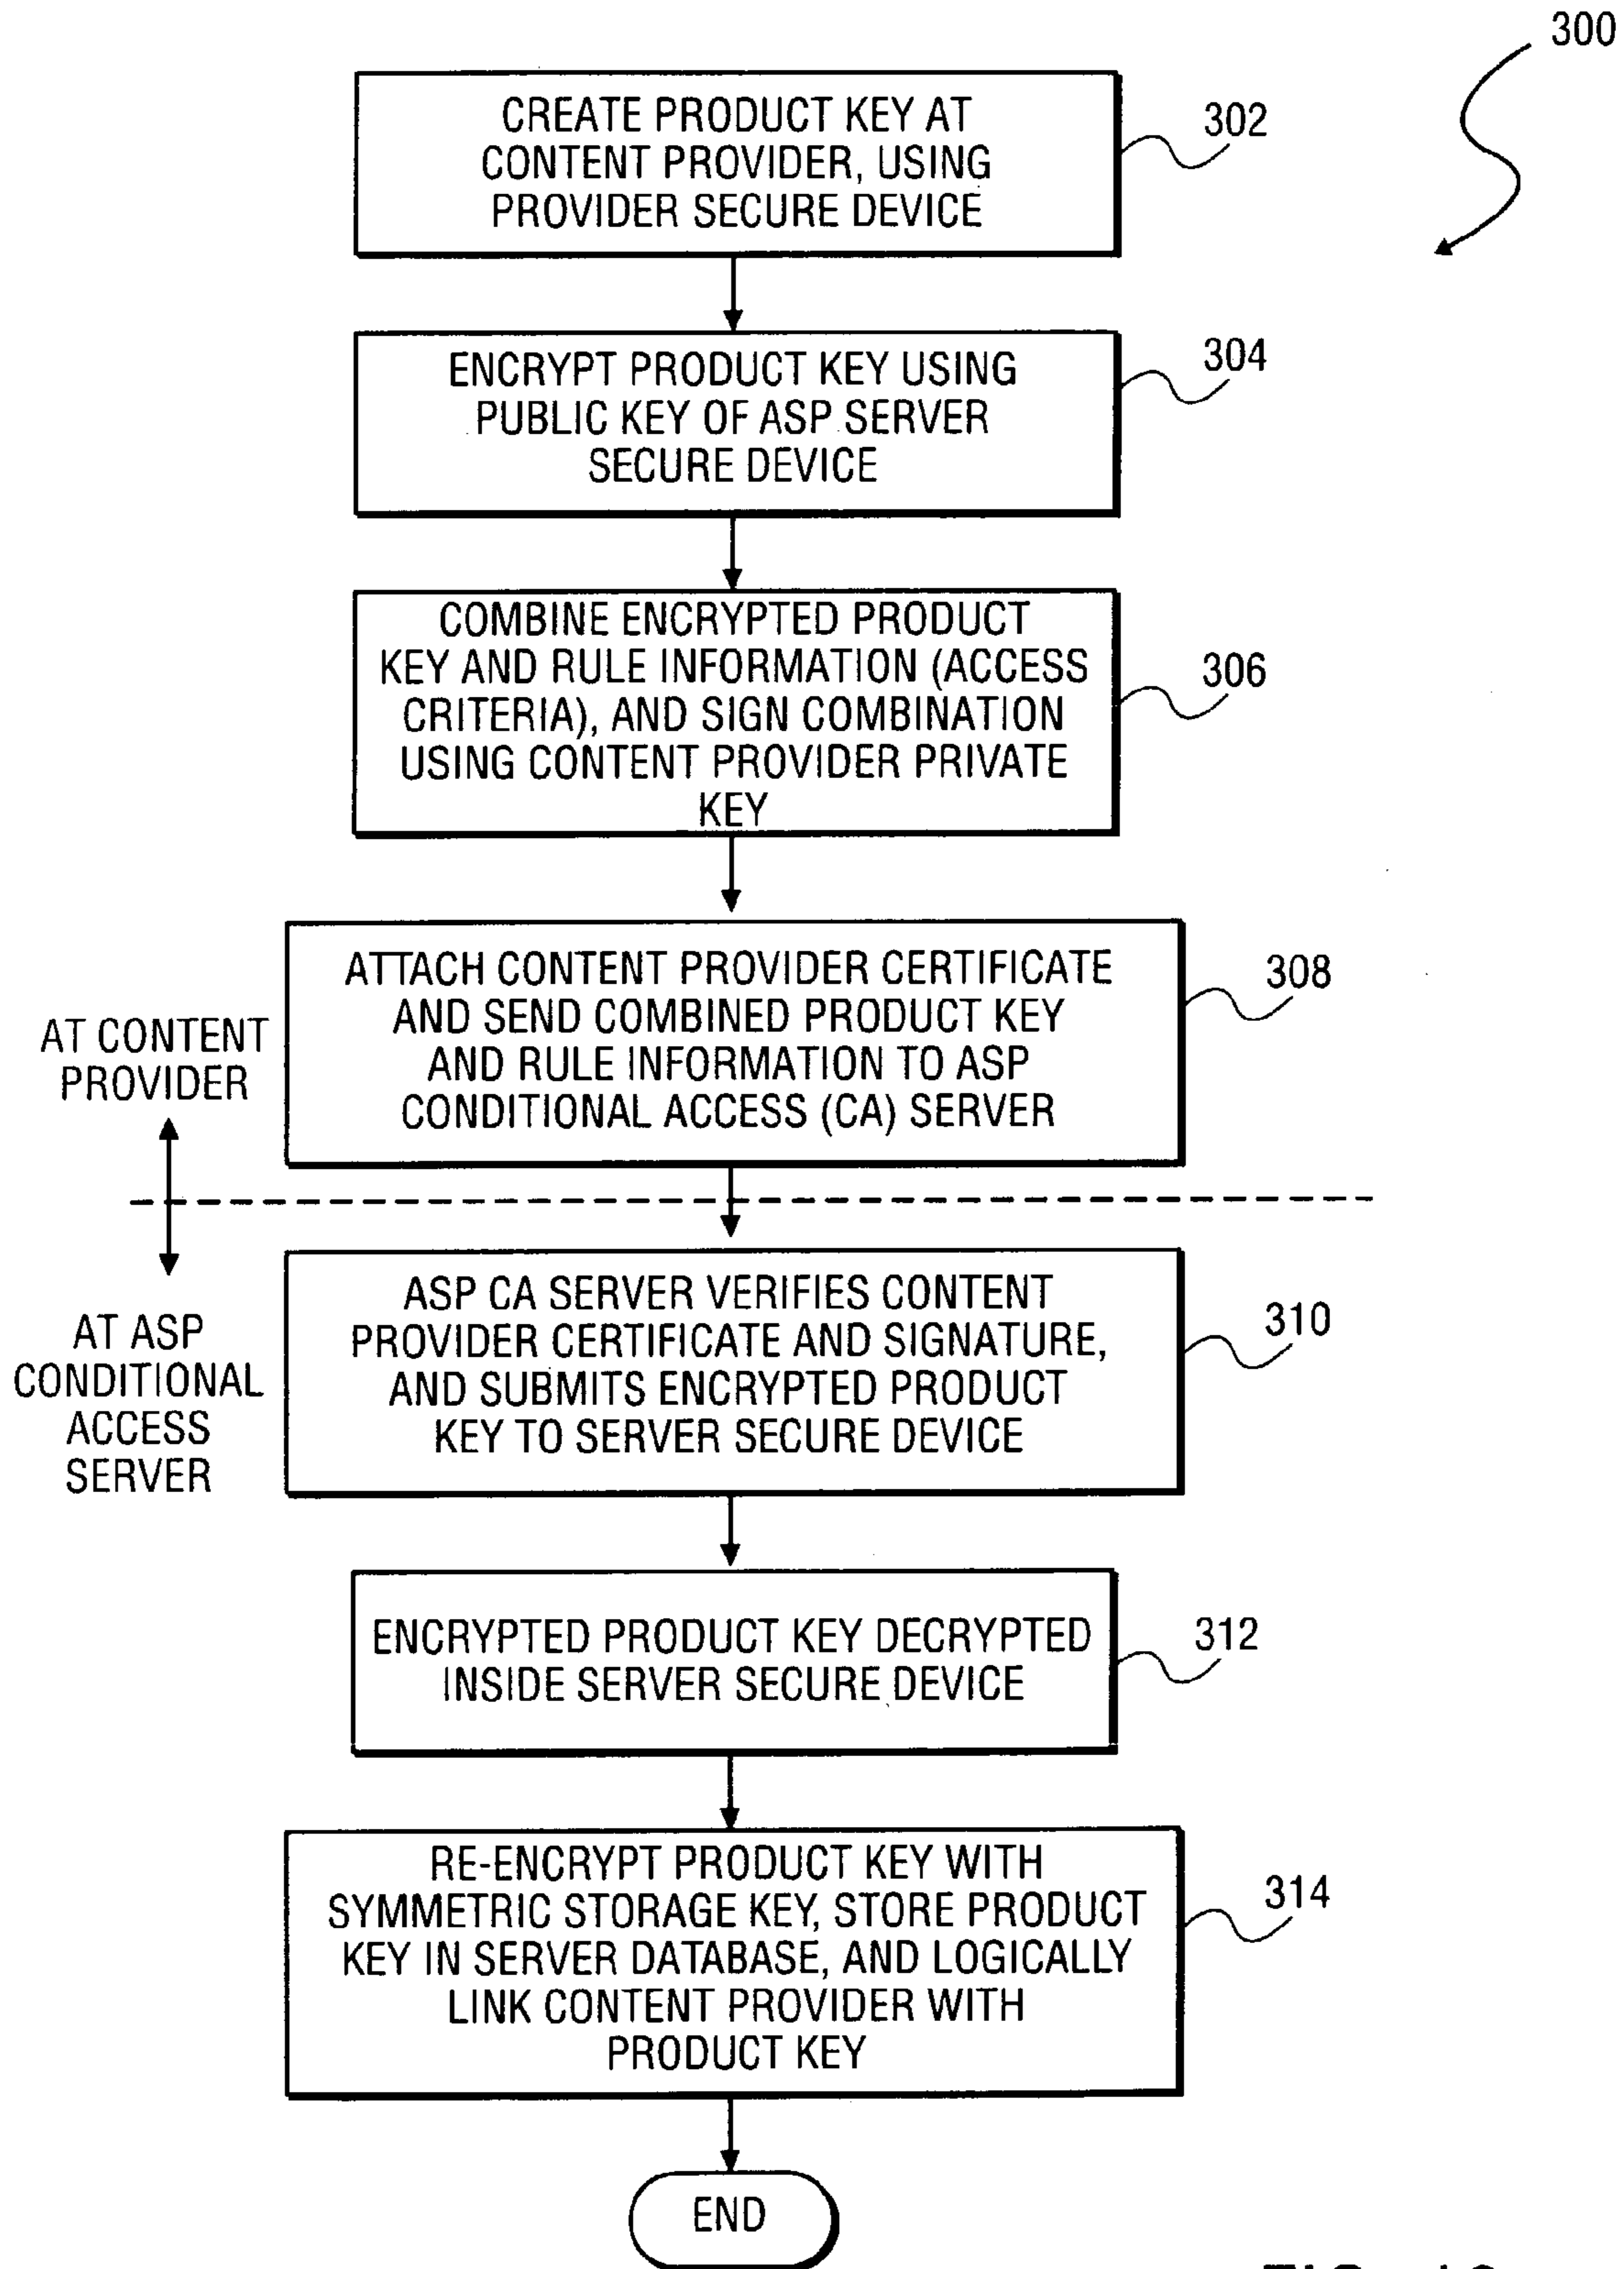 300
CREATE PRODUCT KEY AT
CONTENT PROVIDER, USING
PROVIDER SECURE DEVICE
302
ENCRYPT PRODUCT KEY USING
PUBLIC KEY OF ASP SERVER
SECURE DEVICE
304
COMBINE ENCRYPTED PRODUCT
KEY AND RULE INFORMATION (ACCESS
CRITERIA), AND SIGN COMBINATION
USING CONTENT PROVIDER PRIVATE
KEY
306
ATTACH CONTENT PROVIDER CERTIFICATE
AND SEND COMBINED PRODUCT KEY
AND RULE INFORMATION TO ASP
CONDITIONAL ACCESS (CA) SERVER
308
AT CONTENT
PROVIDER
AT ASP
CONDITIONAL
ACCESS
SERVER
ASP CA SERVER VERIFIES CONTENT
PROVIDER CERTIFICATE AND SIGNATURE,
AND SUBMITS ENCRYPTED PRODUCT
KEY TO SERVER SECURE DEVICE
310
ENCRYPTED PRODUCT KEY DECRYPTED
INSIDE SERVER SECURE DEVICE
312
RE-ENCRYPT PRODUCT KEY WITH
SYMMETRIC STORAGE KEY, STORE PRODUCT
KEY IN SERVER DATABASE, AND LOGICALLY
LINK CONTENT PROVIDER WITH
PRODUCT KEY
314
END